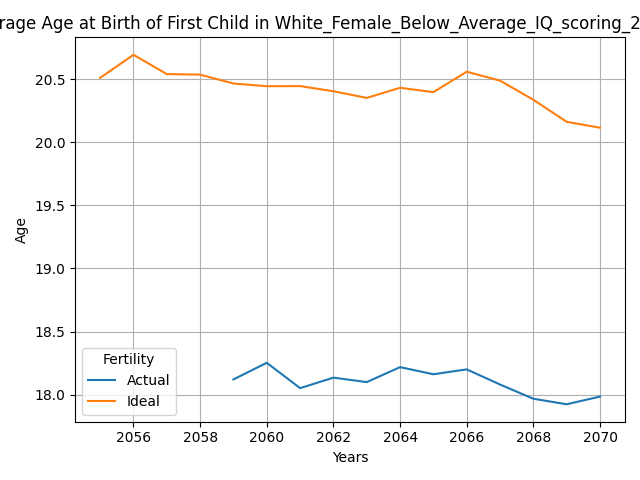 Age at Birth of First Child in White_Female_Below_Average_IQ_scoring_2
20.5
20.0
19.5
19.0
18.5
18.0
Age
Fertility
Actual
Ideal
2056 2058 2060 2062 2064 2066 2068 2070
Years